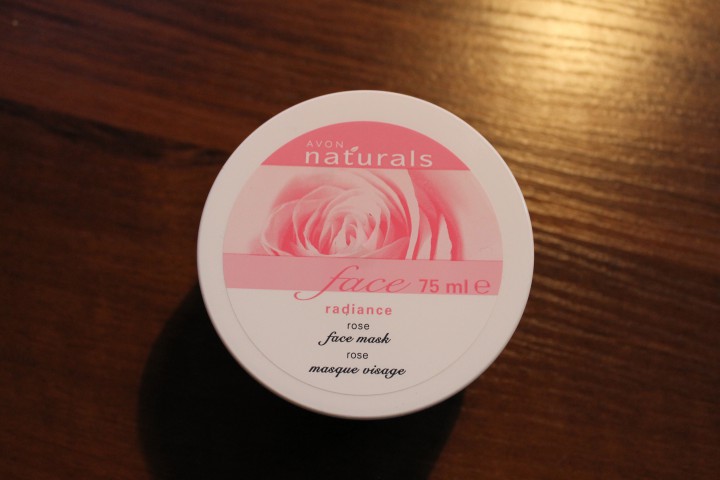 AVON
naturals
face 75 ml ℮
radiance
rose
face mask
rose
masque visage